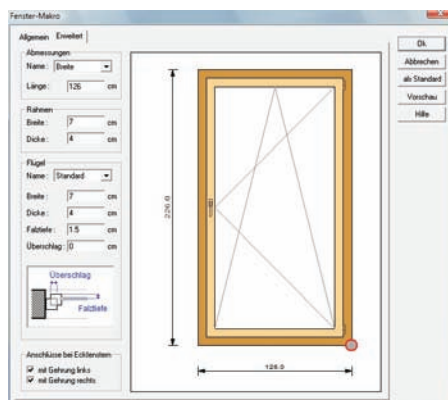 Fenster-Makro
Allgemein Erweitert
Abmessungen
Name: Breite
Länge: 126 cm
Rahmen
Breite: 7 cm
Dicke: 4 cm
Flügel
Name: Standard
Breite: 7 cm
Dicke: 4 cm
Falztiefe: 1.5 cm
Überschlag: 0 cm
Überschlag
Falztiefe
Anschlüsse bei Eckfenstern
mit Gehrung links
mit Gehrung rechts
226.0
126.0
Ok
Abbrechen
als Standard
Vorschau
Hilfe